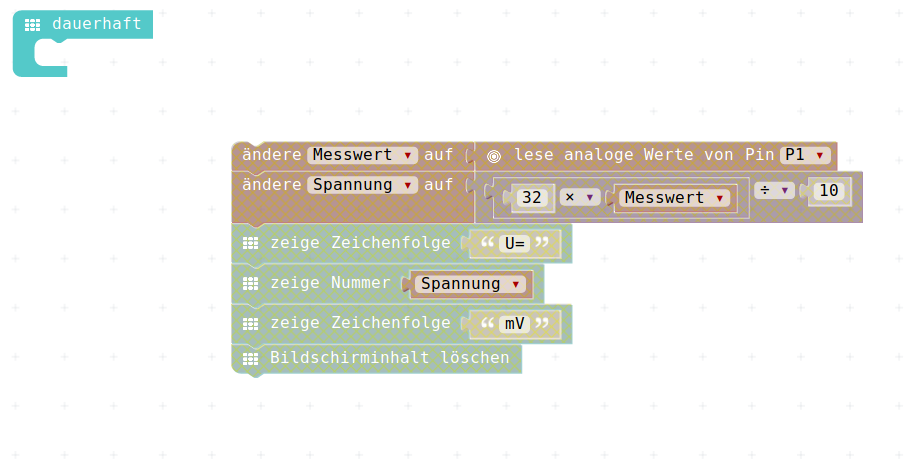 dauerhaft
ändere Messwert auf lese analoge Werte von Pin P1
ändere Spannung auf 32 × Messwert ÷ 10
zeige Zeichenfolge “ U= ”
zeige Nummer Spannung
zeige Zeichenfolge “ mV ”
Bildschirminhalt löschen